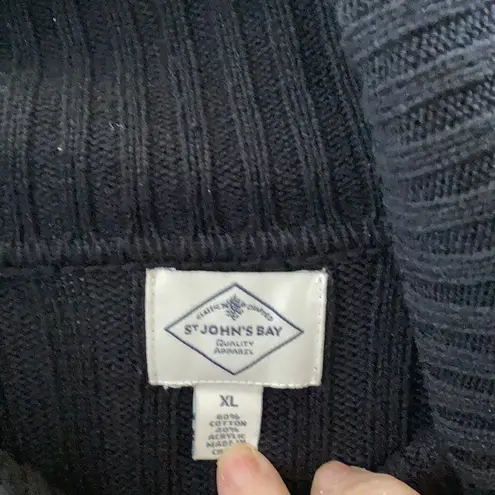 ST JOHN'S BAY
QUALITY
APPAREL
XL
60%
COTTON
40%
ACRYLIC
MADE IN